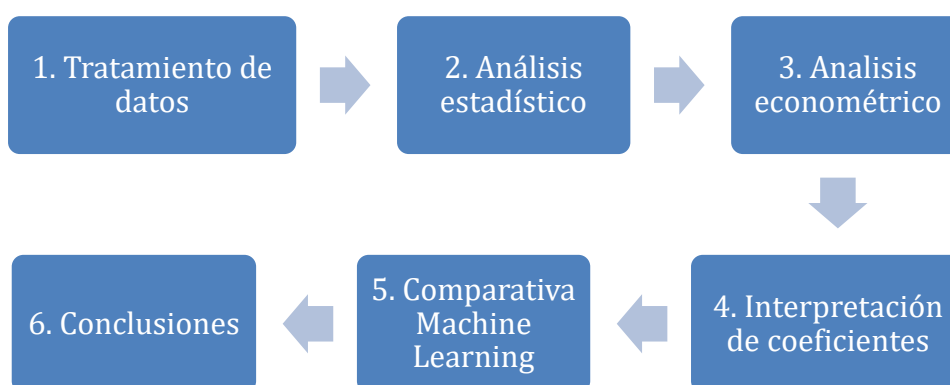 1. Tratamiento de
datos
2. Análisis
estadístico
3. Analisis
econométrico
4. Interpretación
de coeficientes
5. Comparativa
Machine
Learning
6. Conclusiones